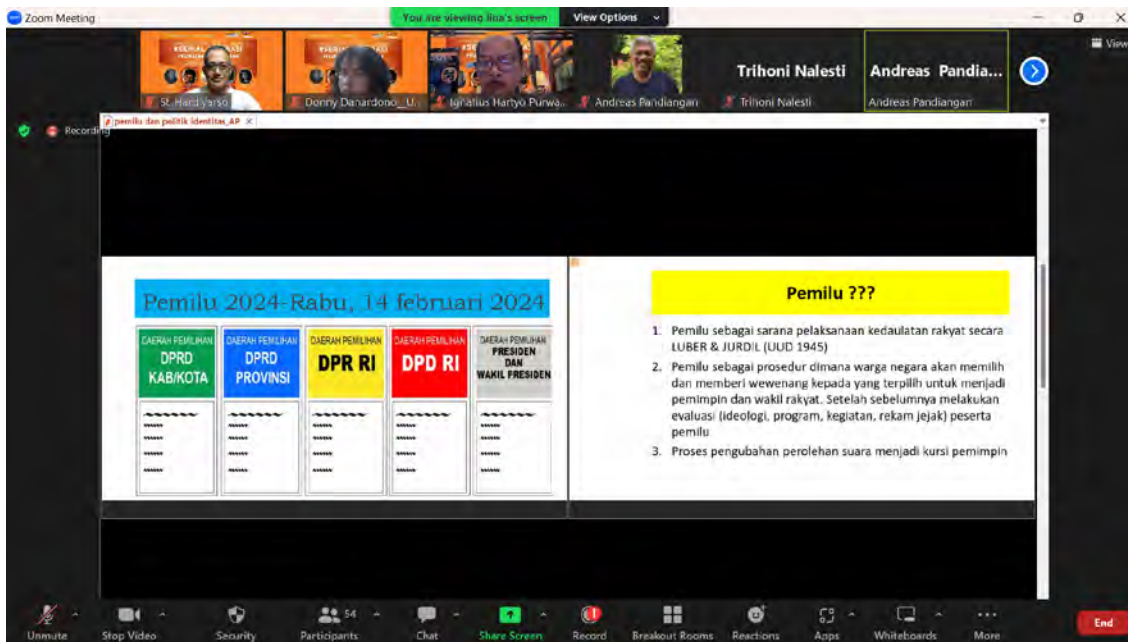 Zoom Meeting
You are viewing lina's screen
View Options
View
St. Hardiyarso
Donny Danardono_U..
Ignatius Hartyo Purwa..
Andreas Pandiangan
Trihoni Nalesti
Trihoni Nalesti
Andreas Pandia...
Andreas Pandiangan
Recording
pemilu dan politik identitas_AP
Pemilu 2024-Rabu, 14 februari 2024
DAERAH PEMILIHAN
DPRD
KAB/KOTA
DAERAH PEMILIHAN
DPRD
PROVINSI
DAERAH PEMILIHAN
DPR RI
DAERAH PEMILIHAN
DPD RI
DAERAH PEMILIHAN
PRESIDEN
DAN
WAKIL PRESIDEN
Pemilu ???
1. Pemilu sebagai sarana pelaksanaan kedaulatan rakyat secara
LUBER & JURDIL (UUD 1945)
2. Pemilu sebagai prosedur dimana warga negara akan memilih
dan memberi wewenang kepada yang terpilih untuk menjadi
pemimpin dan wakil rakyat. Setelah sebelumnya melakukan
evaluasi (ideologi, program, kegiatan, rekam jejak) peserta
pemilu
3. Proses pengubahan perolehan suara menjadi kursi pemimpin
Unmute
Stop Video
Security
54
Participants
Chat
Share Screen
1
Record
Breakout Rooms
Reactions
Apps
Whiteboards
More
End